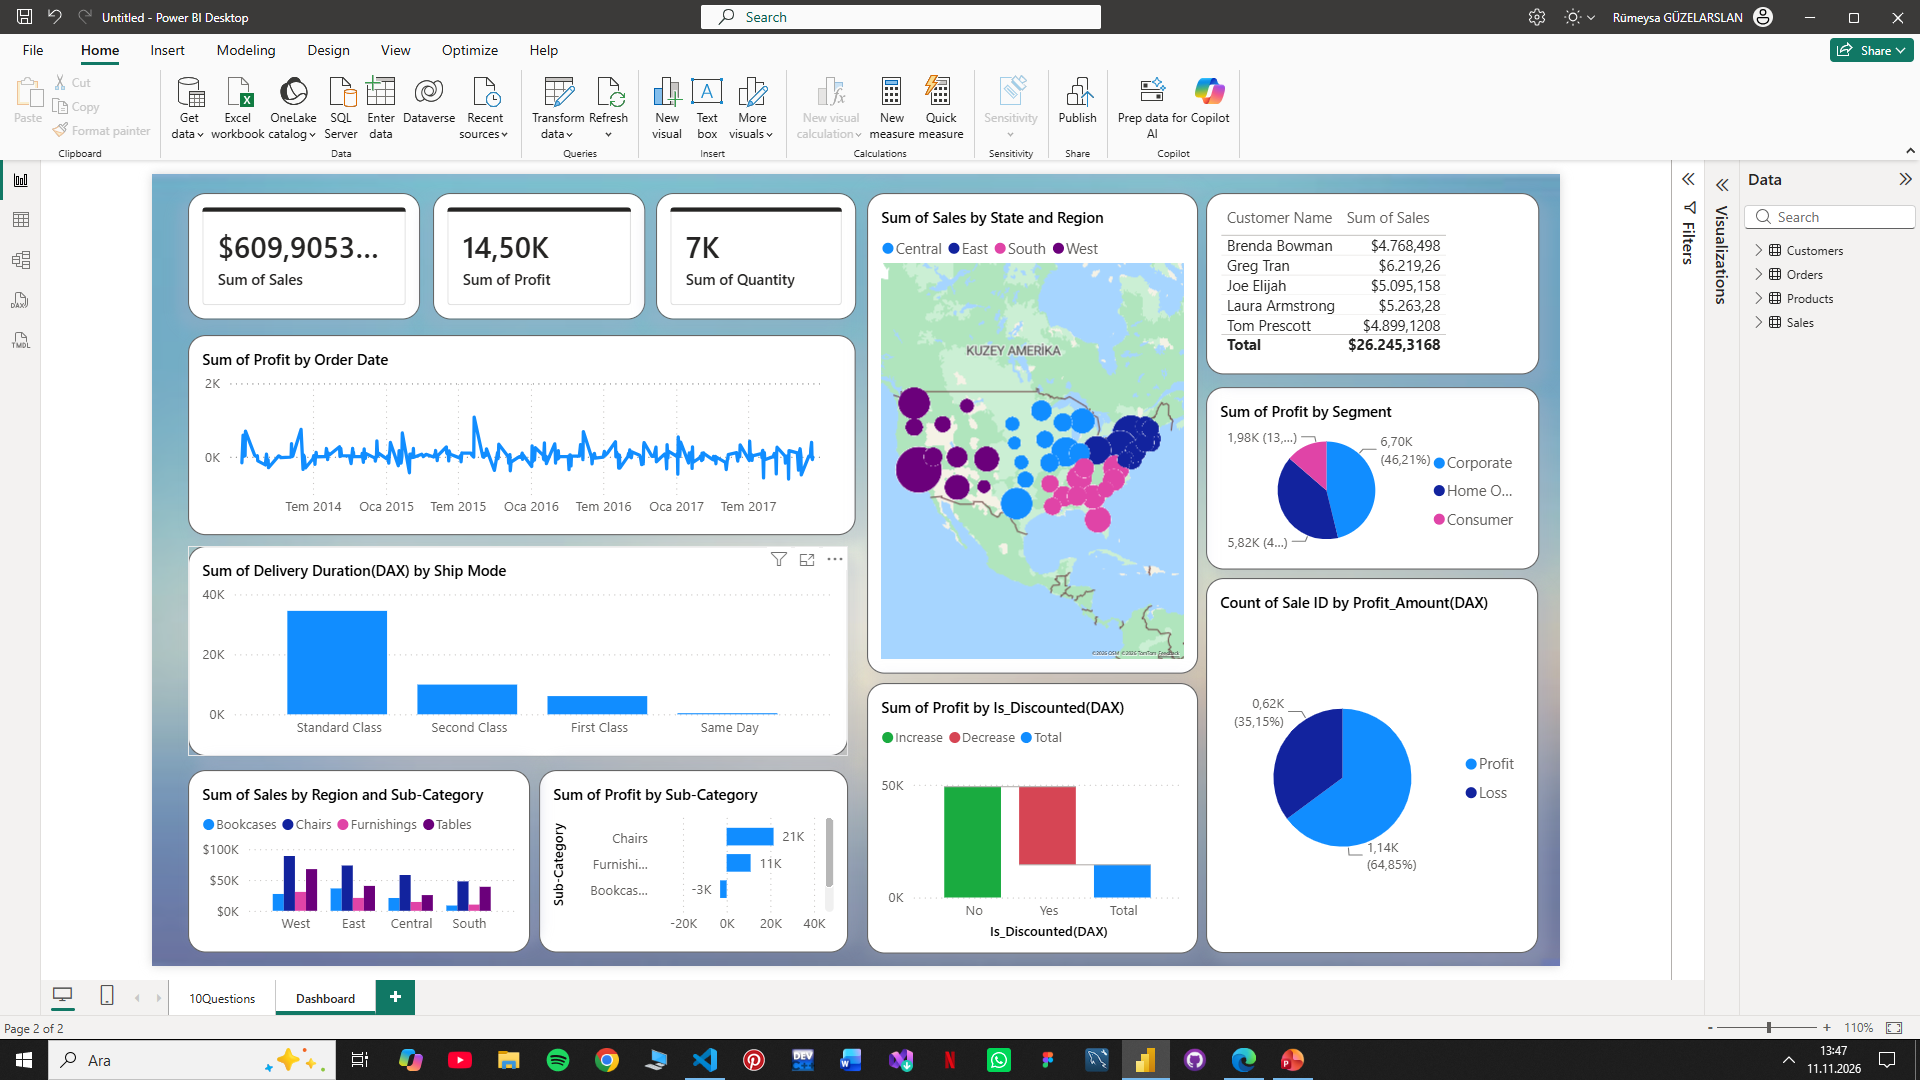 Untitled - Power BI Desktop
Search
Rümeysa GÜZELARSLAN
File Home Insert Modeling Design View Optimize Help
Share
Paste
Cut
Copy
Format painter
Clipboard
Get data
Excel workbook
OneLake catalog
SQL Server
Enter data
Dataverse
Recent sources
Data
Transform data
Refresh
Queries
New visual
Text box
More visuals
Insert
New visual calculation
New measure
Quick measure
Calculations
Sensitivity
Sensitivity
Publish
Share
Prep data for AI
Copilot
Copilot
DAX
TMDL
$609,9053...
Sum of Sales
14,50K
Sum of Profit
7K
Sum of Quantity
Sum of Profit by Order Date
2K
0K
Tem 2014 Oca 2015 Tem 2015 Oca 2016 Tem 2016 Oca 2017 Tem 2017
Sum of Delivery Duration(DAX) by Ship Mode
40K
20K
0K
Standard Class Second Class First Class Same Day
Sum of Sales by Region and Sub-Category
Bookcases Chairs Furnishings Tables
$100K
$50K
$0K
West East Central South
Sum of Profit by Sub-Category
Sub-Category
Chairs 21K
Furnishi... 11K
Bookcas... -3K
-20K 0K 20K 40K
Sum of Sales by State and Region
Central East South West
KUZEY AMERİKA
©2026 OSM ©2026 TomTom Feedback
Sum of Profit by Is_Discounted(DAX)
Increase Decrease Total
50K
0K
No Yes Total
Is_Discounted(DAX)
Customer Name Sum of Sales
Brenda Bowman $4.768,498
Greg Tran $6.219,26
Joe Elijah $5.095,158
Laura Armstrong $5.263,28
Tom Prescott $4.899,1208
Total $26.245,3168
Sum of Profit by Segment
1,98K (13,...)
6,70K
(46,21%)
5,82K (4...)
Corporate
Home O...
Consumer
Count of Sale ID by Profit_Amount(DAX)
0,62K
(35,15%)
1,14K
(64,85%)
Profit
Loss
Filters
Visualizations
Data
Search
Customers
Orders
Products
Sales
10Questions Dashboard
Page 2 of 2
110%
Ara
13:47
11.11.2026